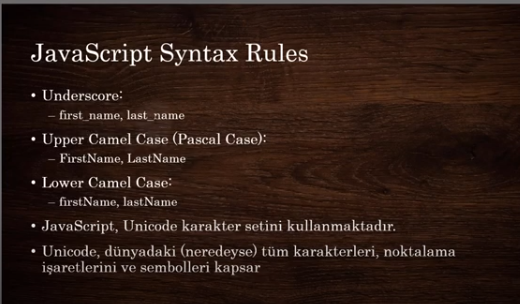 JavaScript Syntax Rules
• Underscore:
– first_name, last_name
• Upper Camel Case (Pascal Case):
– FirstName, LastName
• Lower Camel Case:
– firstName, lastName
• JavaScript, Unicode karakter setini kullanmaktadır.
• Unicode, dünyadaki (neredeyse) tüm karakterleri, noktalama
işaretlerini ve sembolleri kapsar